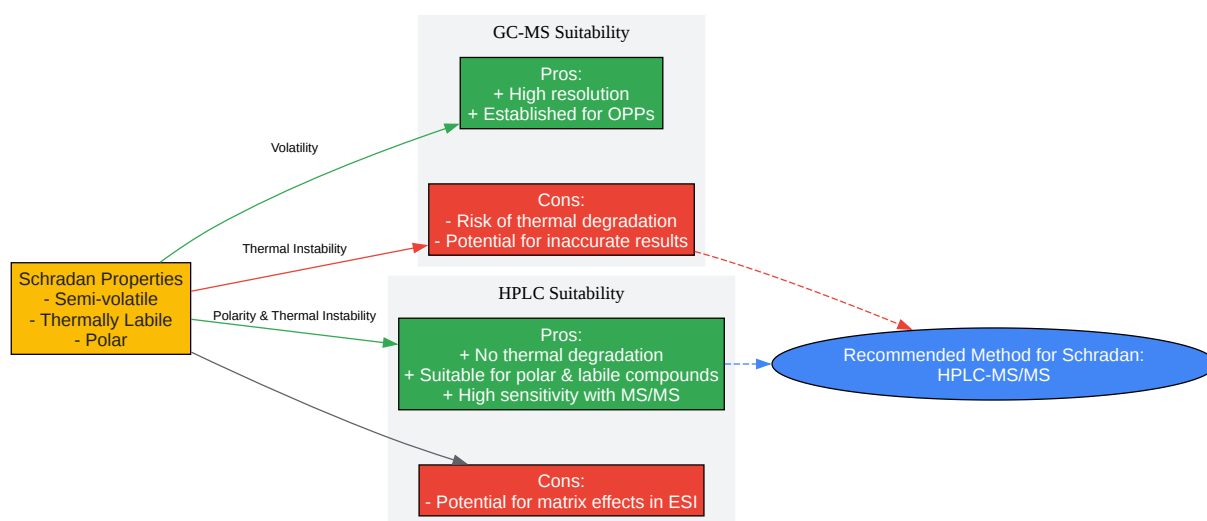 GC-MS Suitability
Pros:
+ High resolution
+ Established for OPPs
Volatility
Cons:
- Risk of thermal degradation
- Potential for inaccurate results
Thermal Instability
Schradan Properties
- Semi-volatile
- Thermally Labile
- Polar
HPLC Suitability
Polarity & Thermal Instability
Pros:
+ No thermal degradation
+ Suitable for polar & labile compounds
+ High sensitivity with MS/MS
Recommended Method for Schradan:
HPLC-MS/MS
Cons:
- Potential for matrix effects in ESI